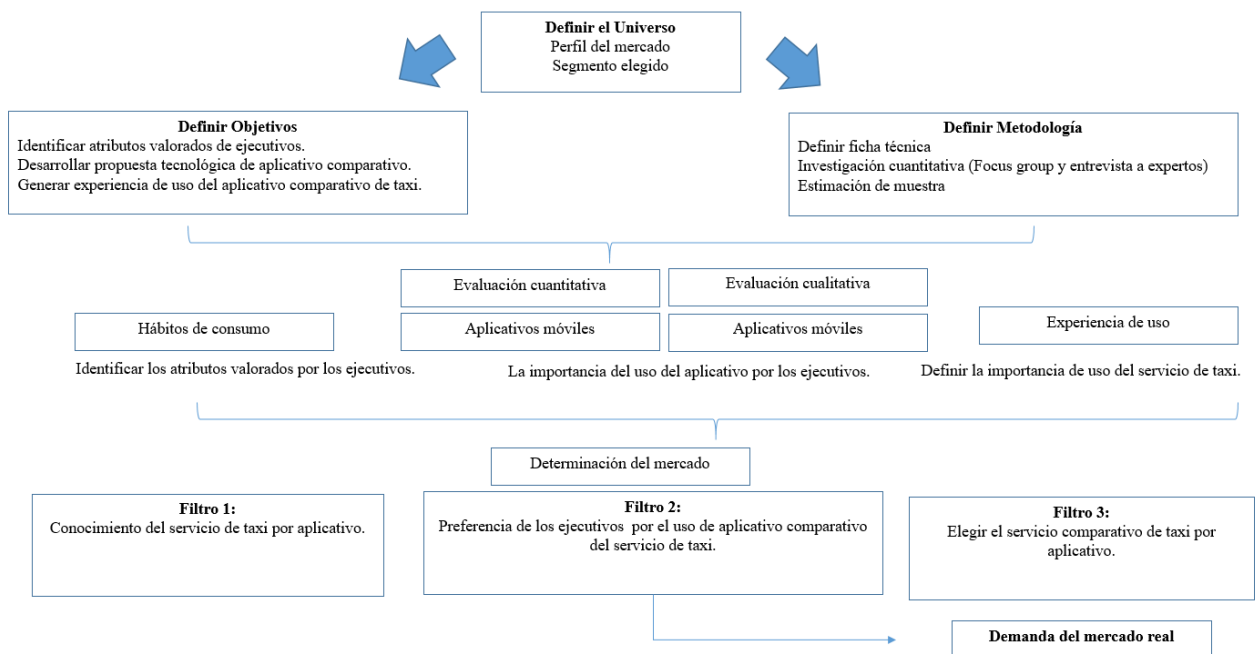 Definir el Universo
Perfil del mercado
Segmento elegido
Definir Objetivos
Identificar atributos valorados de ejecutivos.
Desarrollar propuesta tecnológica de aplicativo comparativo.
Generar experiencia de uso del aplicativo comparativo de taxi.
Definir Metodología
Definir ficha técnica
Investigación cuantitativa (Focus group y entrevista a expertos)
Estimación de muestra
Evaluación cuantitativa
Evaluación cualitativa
Hábitos de consumo
Aplicativos móviles
Aplicativos móviles
Experiencia de uso
Identificar los atributos valorados por los ejecutivos.
La importancia del uso del aplicativo por los ejecutivos.
Definir la importancia de uso del servicio de taxi.
Determinación del mercado
Filtro 1:
Conocimiento del servicio de taxi por aplicativo.
Filtro 2:
Preferencia de los ejecutivos por el uso de aplicativo comparativo
del servicio de taxi.
Filtro 3:
Elegir el servicio comparativo de taxi por
aplicativo.
Demanda del mercado real